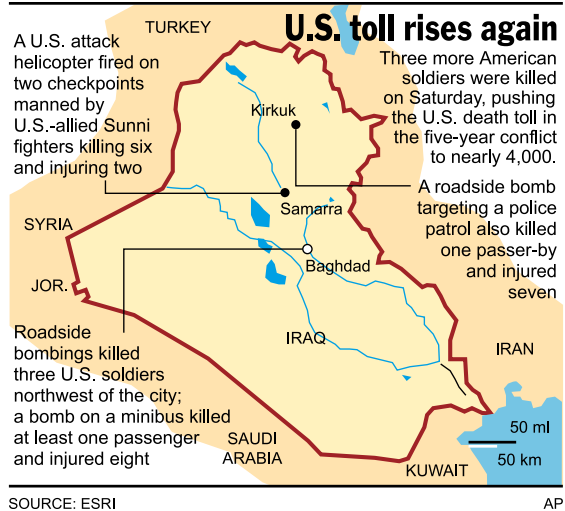 U.S. toll rises again
Three more American
soldiers were killed
on Saturday, pushing
the U.S. death toll in
the five-year conflict
to nearly 4,000.
TURKEY
A U.S. attack
helicopter fired on
two checkpoints
manned by
U.S.-allied Sunni
fighters killing six
and injuring two
Kirkuk
A roadside bomb
targeting a police
patrol also killed
one passer-by
and injured
seven
Samarra
SYRIA
Baghdad
JOR.
Roadside
bombings killed
three U.S. soldiers
northwest of the city;
a bomb on a minibus killed
at least one passenger
and injured eight
IRAQ
IRAN
SAUDI
ARABIA
KUWAIT
50 ml
50 km
SOURCE: ESRI
AP